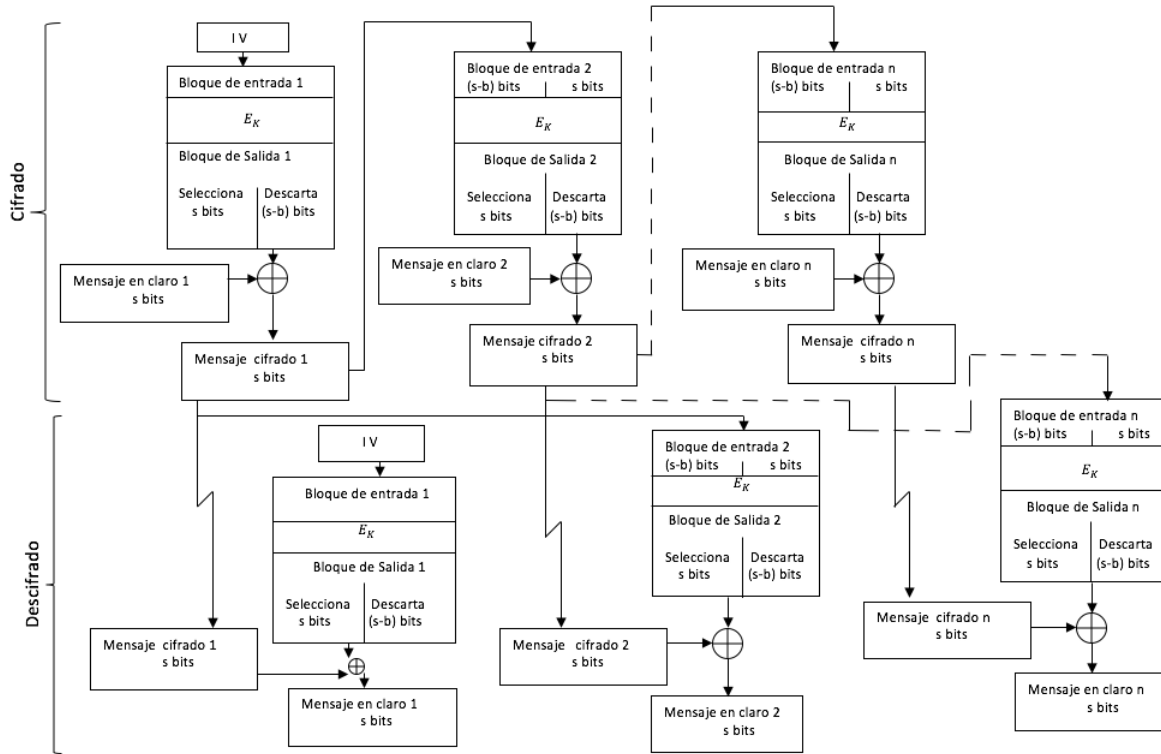 Cifrado
I V
Bloque de entrada 1
E_K
Bloque de Salida 1
Selecciona Descarta
s bits (s-b) bits
Mensaje en claro 1
s bits
Mensaje cifrado 1
s bits
Bloque de entrada 2
(s-b) bits s bits
E_K
Bloque de Salida 2
Selecciona Descarta
s bits (s-b) bits
Mensaje en claro 2
s bits
Mensaje cifrado 2
s bits
Bloque de entrada n
(s-b) bits s bits
E_K
Bloque de Salida n
Selecciona Descarta
s bits (s-b) bits
Mensaje en claro n
s bits
Mensaje cifrado n
s bits
Descifrado
I V
Bloque de entrada 1
E_K
Bloque de Salida 1
Selecciona Descarta
s bits (s-b) bits
Mensaje cifrado 1
s bits
Mensaje en claro 1
s bits
Bloque de entrada 2
(s-b) bits s bits
E_K
Bloque de Salida 2
Selecciona Descarta
s bits (s-b) bits
Mensaje cifrado 2
s bits
Mensaje en claro 2
s bits
Bloque de entrada n
(s-b) bits s bits
E_K
Bloque de Salida n
Selecciona Descarta
s bits (s-b) bits
Mensaje cifrado n
s bits
Mensaje en claro n
s bits